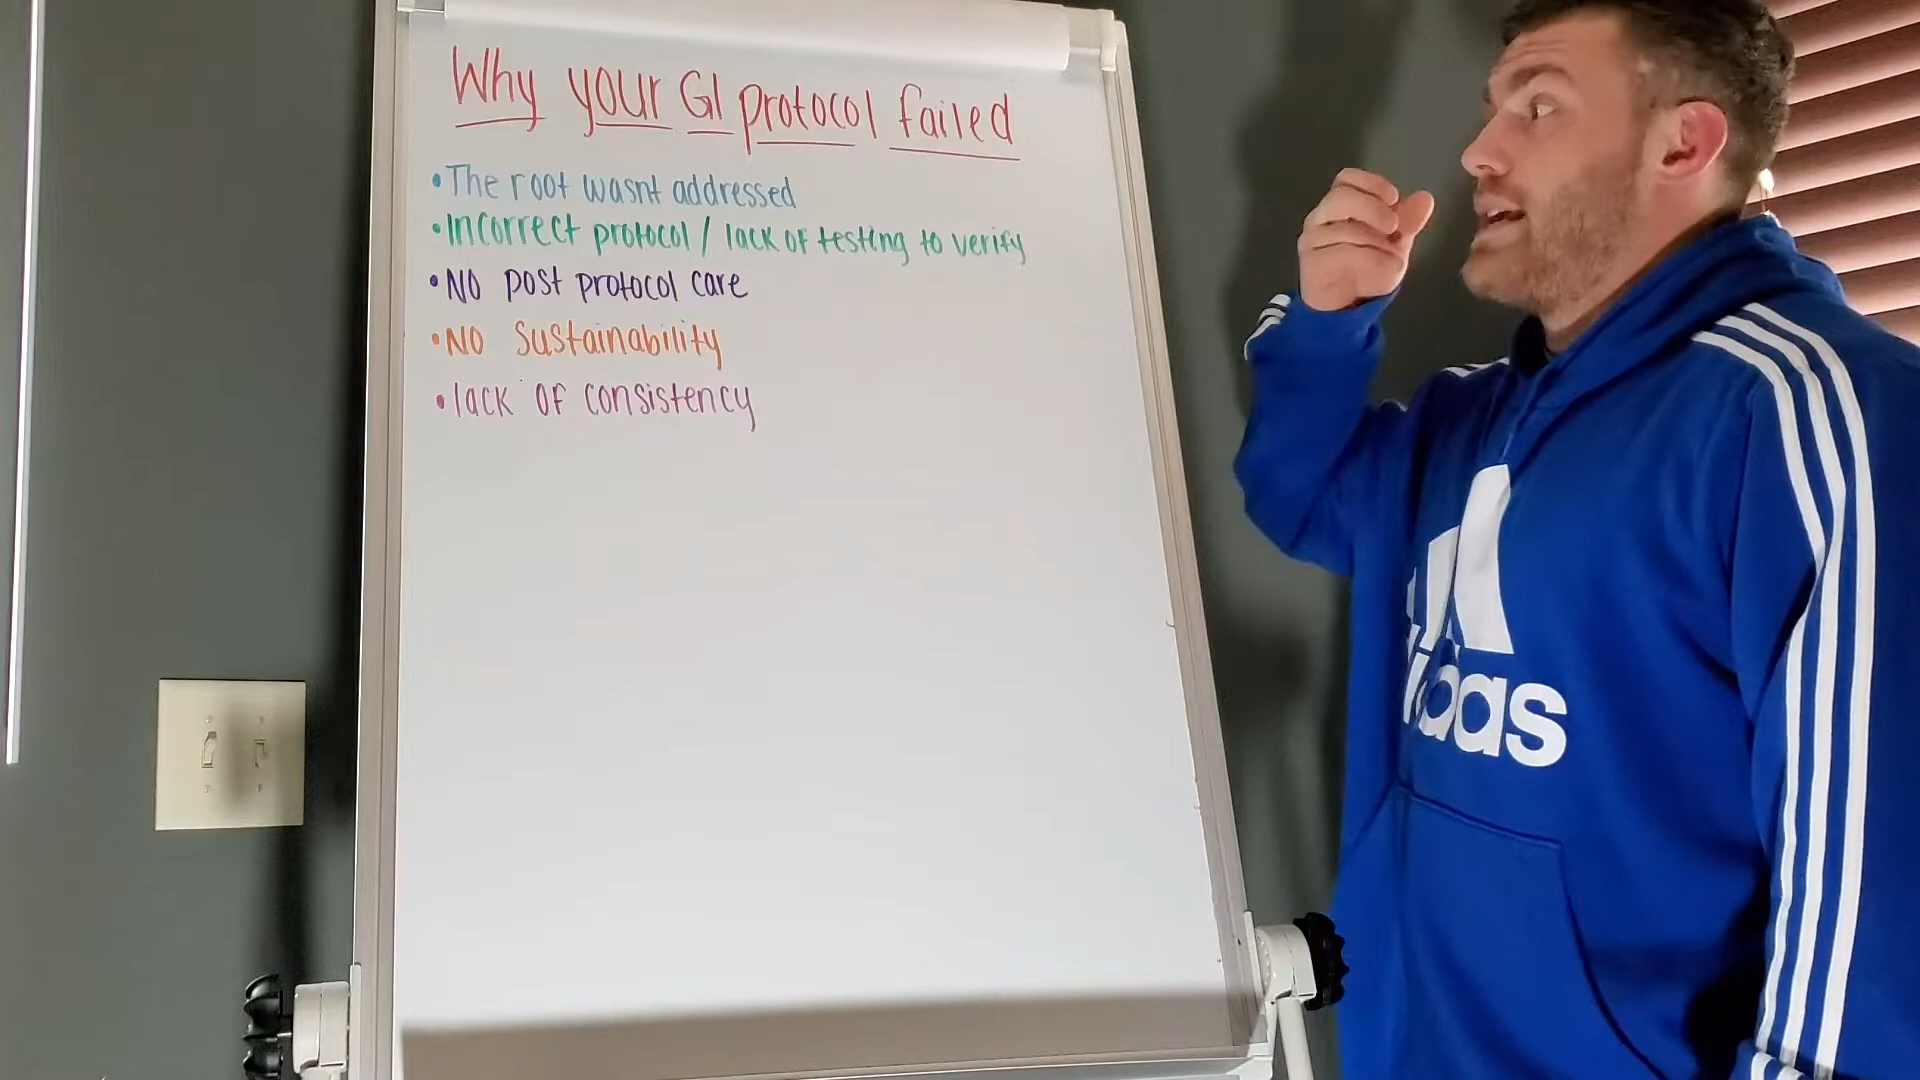 Why your GI protocol failed
•The root wasnt addressed
•Incorrect protocol / lack of testing to verify
•NO post protocol care
•NO sustainability
•lack of consistency
adidas